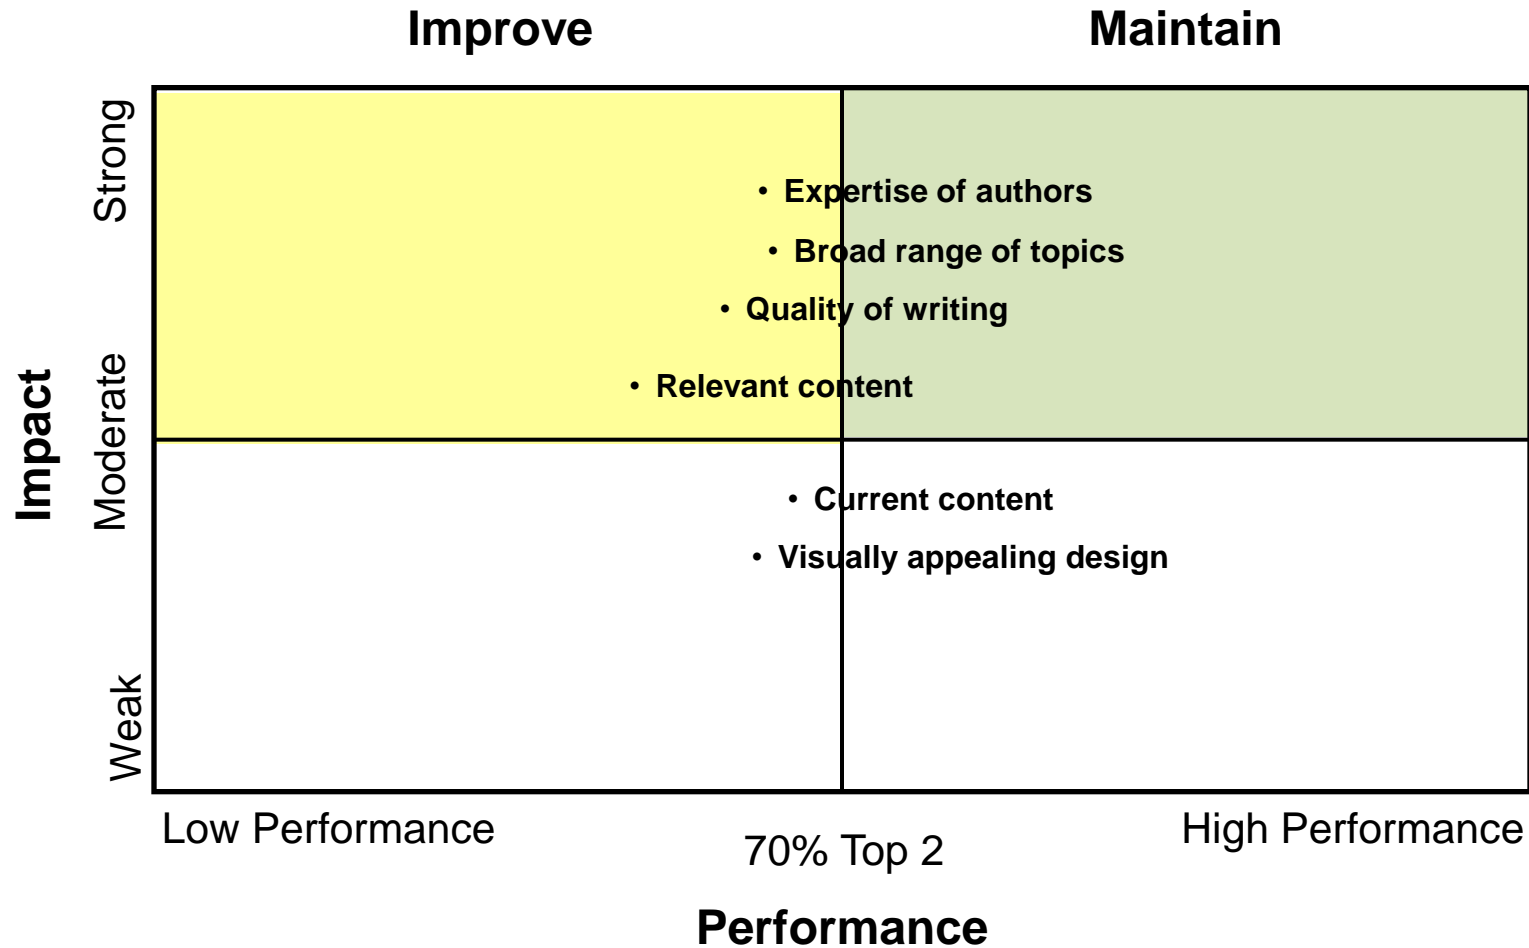 Improve
Maintain
Strong
• Expertise of authors
• Broad range of topics
• Quality of writing
• Relevant content
Moderate
Impact
• Current content
• Visually appealing design
Weak
Low Performance
70% Top 2
High Performance
Performance